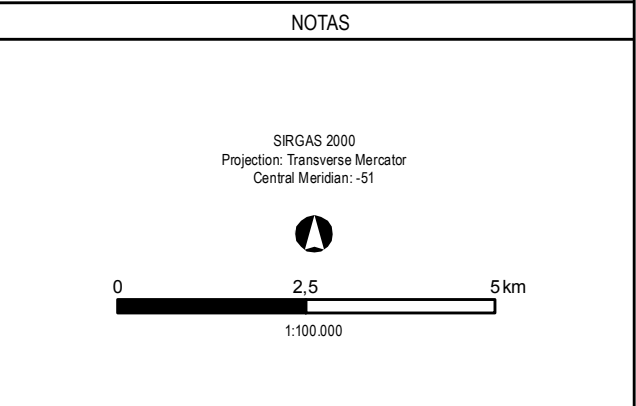 NOTAS
SIRGAS 2000
Projection: Transverse Mercator
Central Meridian: -51
0 2,5 5 km
1:100.000